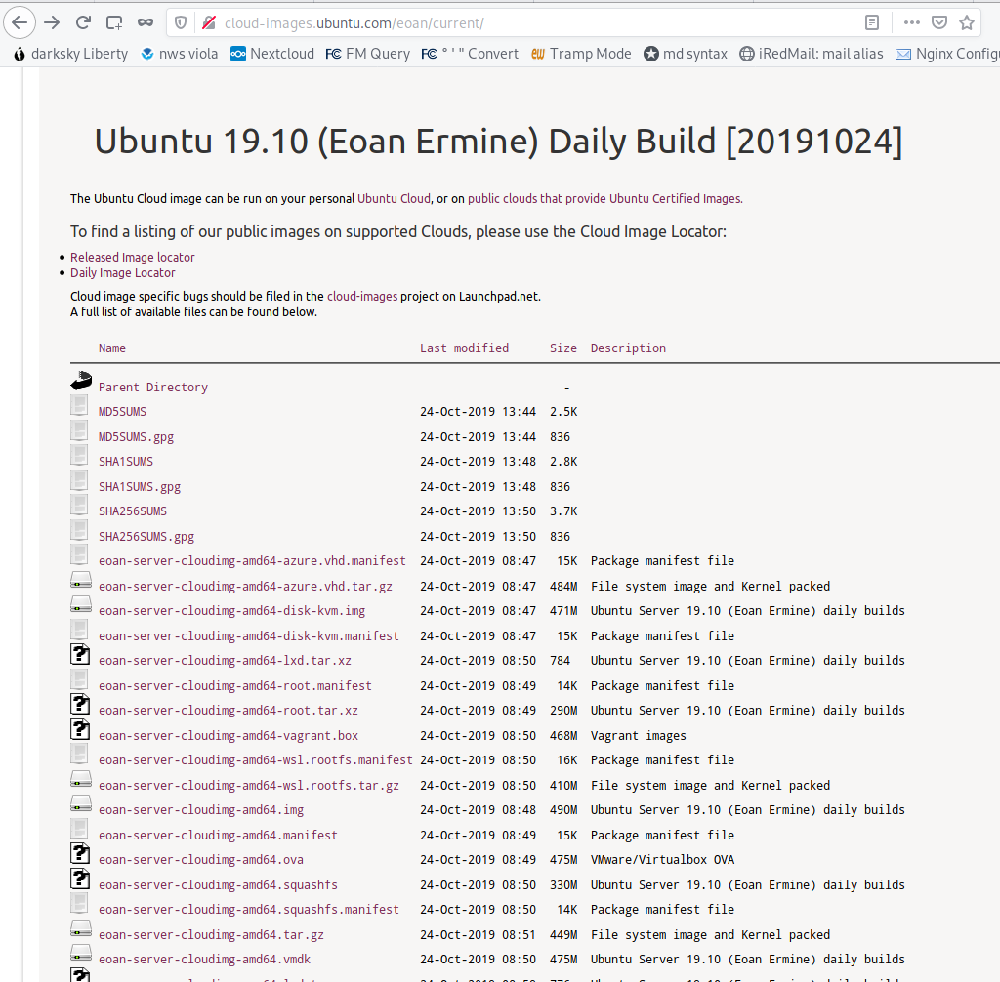 cloud-images.ubuntu.com/eoan/current/
darksky Liberty nws viola Nextcloud FC FM Query FC ° ' " Convert ew Tramp Mode md syntax iRedMail: mail alias Nginx Config
Ubuntu 19.10 (Eoan Ermine) Daily Build [20191024]
The Ubuntu Cloud image can be run on your personal Ubuntu Cloud, or on public clouds that provide Ubuntu Certified Images.
To find a listing of our public images on supported Clouds, please use the Cloud Image Locator:
Released Image locator
Daily Image Locator
Cloud image specific bugs should be filed in the cloud-images project on Launchpad.net.
A full list of available files can be found below.
Name Last modified Size Description
Parent Directory -
MD5SUMS 24-Oct-2019 13:44 2.5K
MD5SUMS.gpg 24-Oct-2019 13:44 836
SHA1SUMS 24-Oct-2019 13:48 2.8K
SHA1SUMS.gpg 24-Oct-2019 13:48 836
SHA256SUMS 24-Oct-2019 13:50 3.7K
SHA256SUMS.gpg 24-Oct-2019 13:50 836
eoan-server-cloudimg-amd64-azure.vhd.manifest 24-Oct-2019 08:47 15K Package manifest file
eoan-server-cloudimg-amd64-azure.vhd.tar.gz 24-Oct-2019 08:47 484M File system image and Kernel packed
eoan-server-cloudimg-amd64-disk-kvm.img 24-Oct-2019 08:47 471M Ubuntu Server 19.10 (Eoan Ermine) daily builds
eoan-server-cloudimg-amd64-disk-kvm.manifest 24-Oct-2019 08:47 15K Package manifest file
eoan-server-cloudimg-amd64-lxd.tar.xz 24-Oct-2019 08:50 784 Ubuntu Server 19.10 (Eoan Ermine) daily builds
eoan-server-cloudimg-amd64-root.manifest 24-Oct-2019 08:49 14K Package manifest file
eoan-server-cloudimg-amd64-root.tar.xz 24-Oct-2019 08:49 290M Ubuntu Server 19.10 (Eoan Ermine) daily builds
eoan-server-cloudimg-amd64-vagrant.box 24-Oct-2019 08:50 468M Vagrant images
eoan-server-cloudimg-amd64-wsl.rootfs.manifest 24-Oct-2019 08:50 16K Package manifest file
eoan-server-cloudimg-amd64-wsl.rootfs.tar.gz 24-Oct-2019 08:50 410M File system image and Kernel packed
eoan-server-cloudimg-amd64.img 24-Oct-2019 08:48 490M Ubuntu Server 19.10 (Eoan Ermine) daily builds
eoan-server-cloudimg-amd64.manifest 24-Oct-2019 08:49 15K Package manifest file
eoan-server-cloudimg-amd64.ova 24-Oct-2019 08:49 475M VMware/Virtualbox OVA
eoan-server-cloudimg-amd64.squashfs 24-Oct-2019 08:50 330M Ubuntu Server 19.10 (Eoan Ermine) daily builds
eoan-server-cloudimg-amd64.squashfs.manifest 24-Oct-2019 08:50 14K Package manifest file
eoan-server-cloudimg-amd64.tar.gz 24-Oct-2019 08:51 449M File system image and Kernel packed
eoan-server-cloudimg-amd64.vmdk 24-Oct-2019 08:50 475M Ubuntu Server 19.10 (Eoan Ermine) daily builds